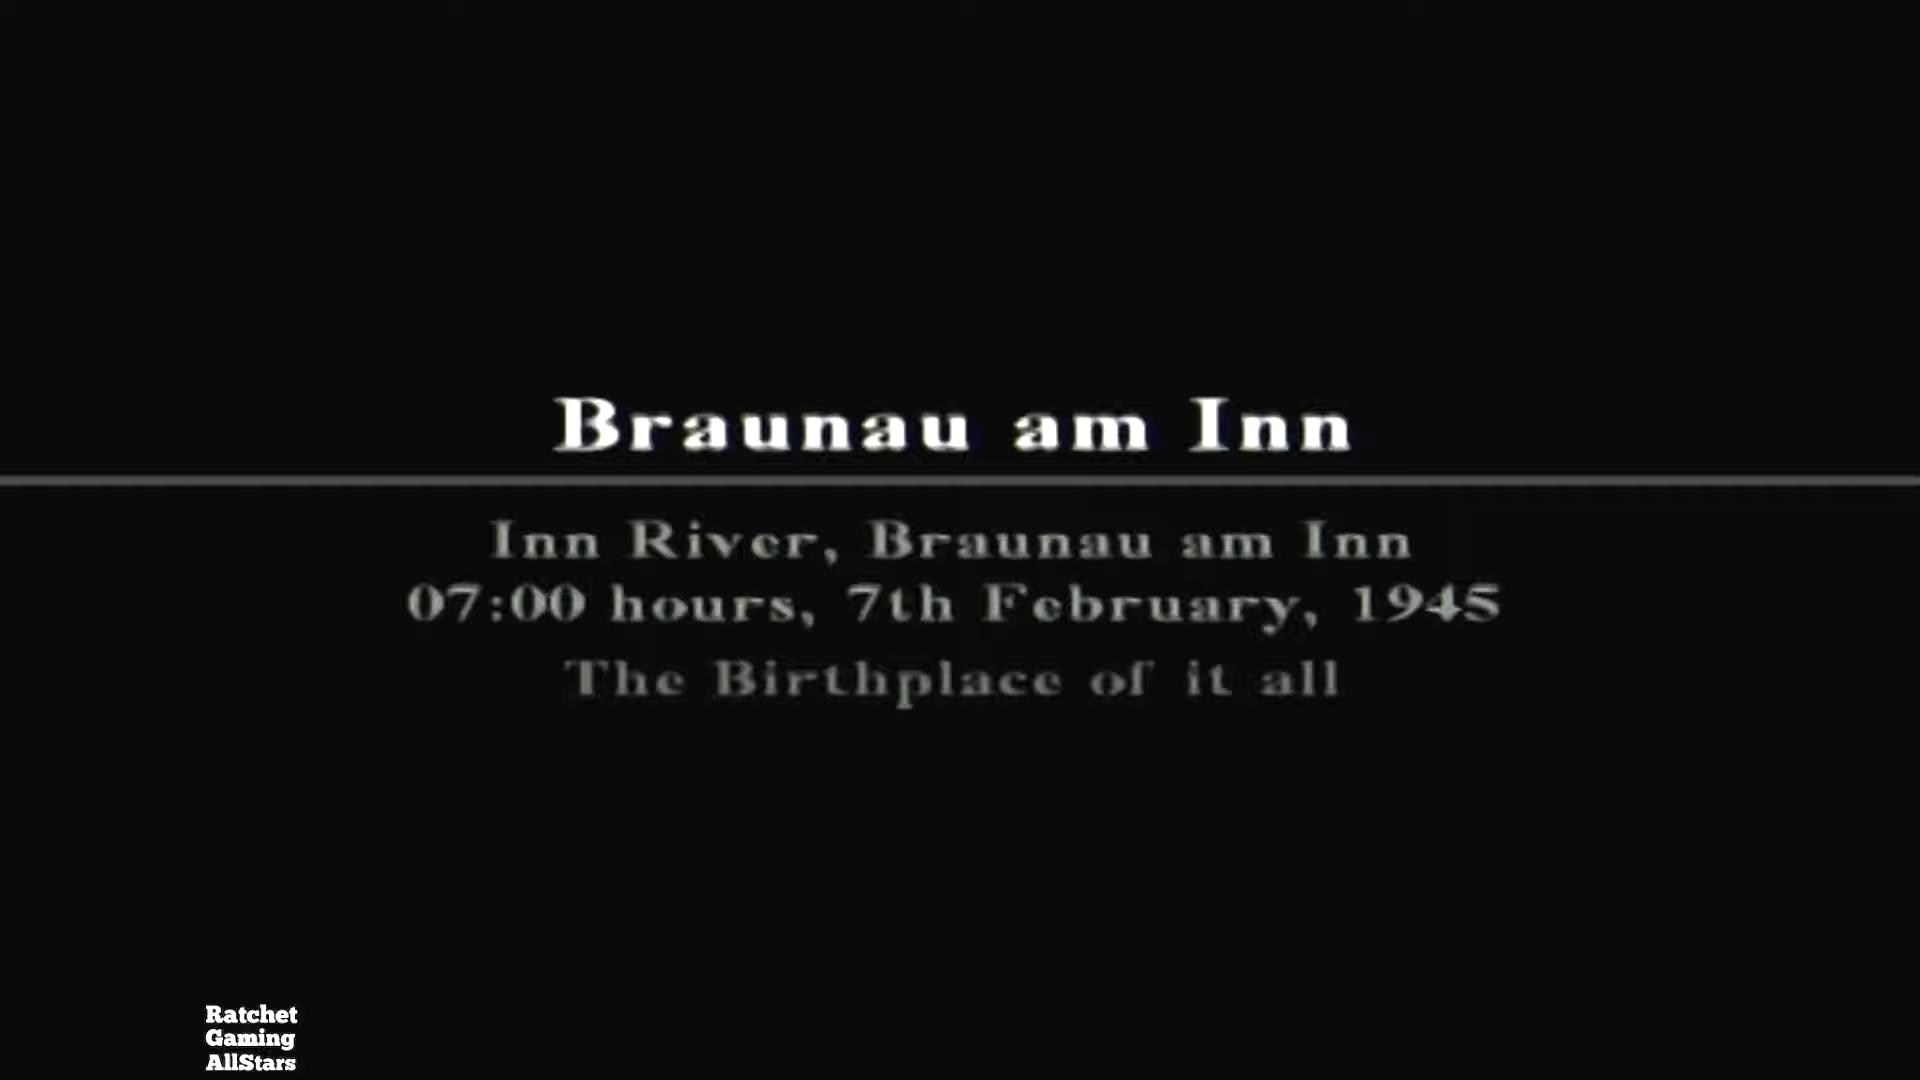 Braunau am Inn
Inn River, Braunau am Inn
07:00 hours, 7th February, 1945
The Birthplace of it all
Ratchet
Gaming
AllStars